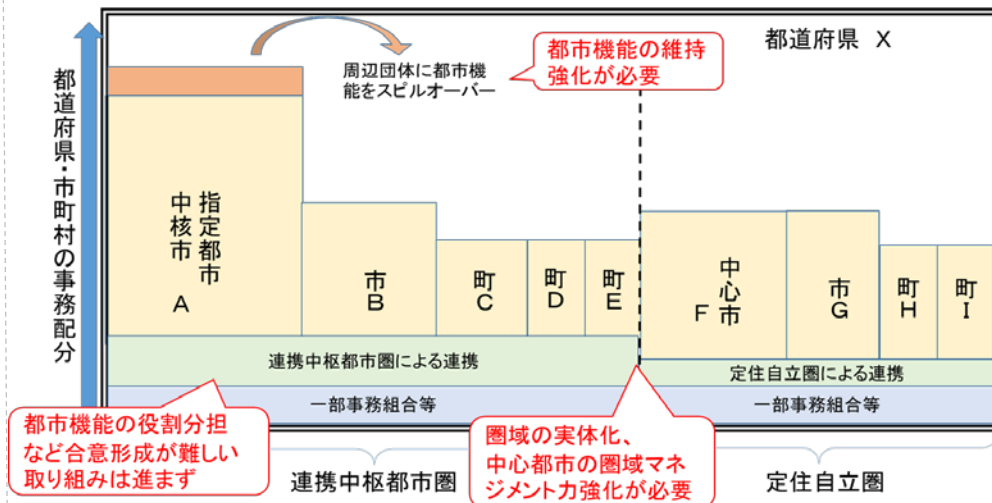 都道府県・市町村の事務配分
都道府県 X
周辺団体に都市機
能をスピルオーバー
都市機能の維持
強化が必要
指定都市
中核市 A
市B
町C
町D
町E
中心市
F
市G
町H
町I
連携中枢都市圏による連携
定住自立圏による連携
一部事務組合等
一部事務組合等
都市機能の役割分担
など合意形成が難しい
取り組みは進まず
圏域の実体化、
中心都市の圏域マネ
ジメント力強化が必要
連携中枢都市圏
定住自立圏